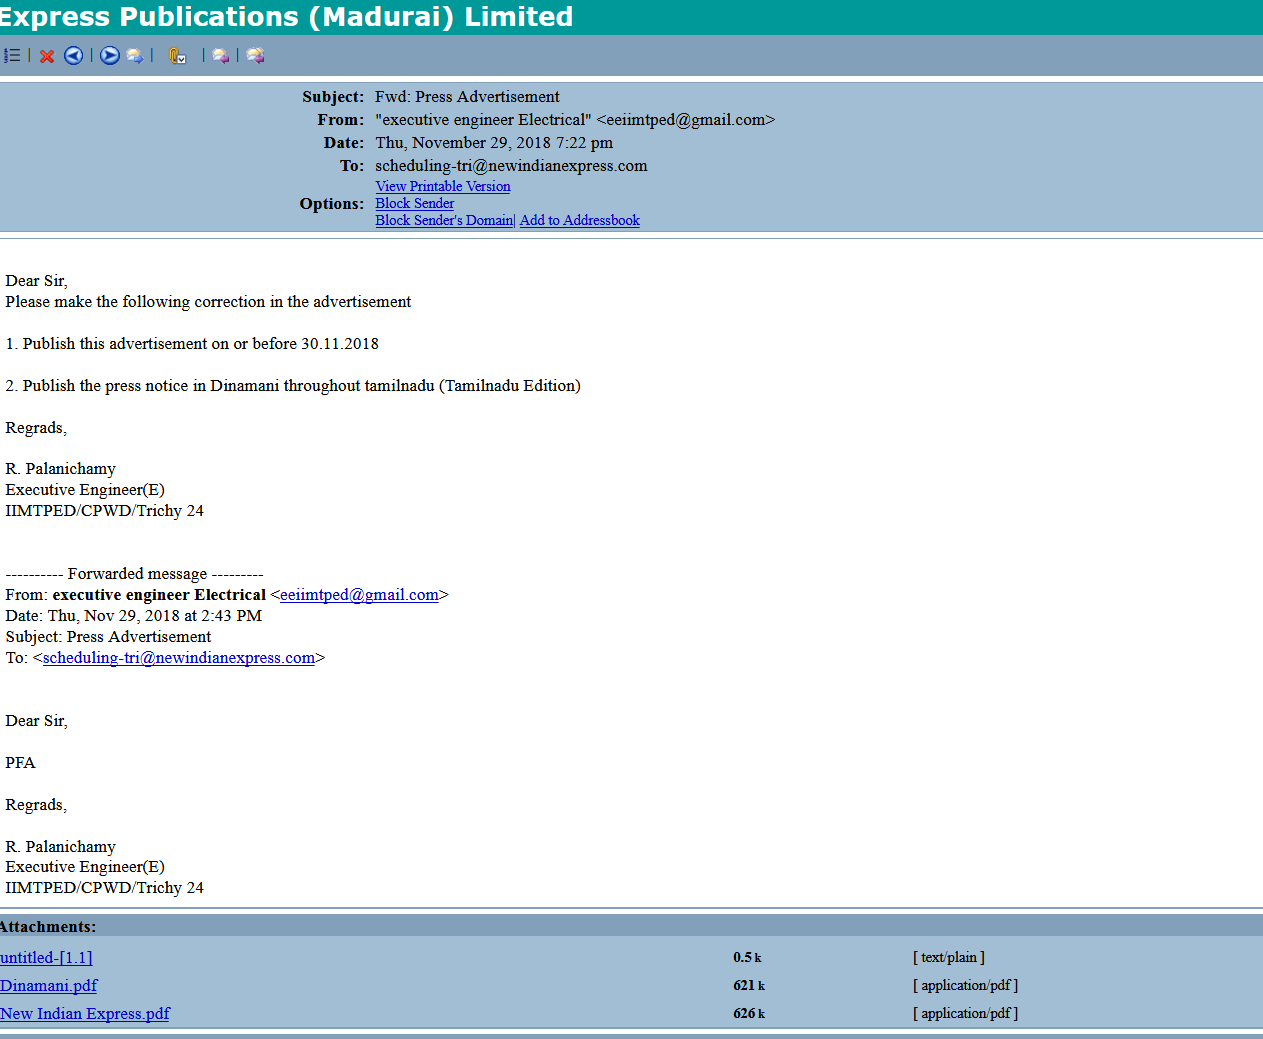 Express Publications (Madurai) Limited
Subject: Fwd: Press Advertisement
From: "executive engineer Electrical" <eeiimtped@gmail.com>
Date: Thu, November 29, 2018 7:22 pm
To: scheduling-tri@newindianexpress.com
Options: View Printable Version
Block Sender
Block Sender's Domain| Add to Addressbook
Dear Sir,
Please make the following correction in the advertisement
1. Publish this advertisement on or before 30.11.2018
2. Publish the press notice in Dinamani throughout tamilnadu (Tamilnadu Edition)
Regrads,
R. Palanichamy
Executive Engineer(E)
IIMTPED/CPWD/Trichy 24
---------- Forwarded message ---------
From: executive engineer Electrical <eeiimtped@gmail.com>
Date: Thu, Nov 29, 2018 at 2:43 PM
Subject: Press Advertisement
To: <scheduling-tri@newindianexpress.com>
Dear Sir,
PFA
Regrads,
R. Palanichamy
Executive Engineer(E)
IIMTPED/CPWD/Trichy 24
Attachments:
untitled-[1.1] 0.5 k [ text/plain ]
Dinamani.pdf 621 k [ application/pdf ]
New Indian Express.pdf 626 k [ application/pdf ]